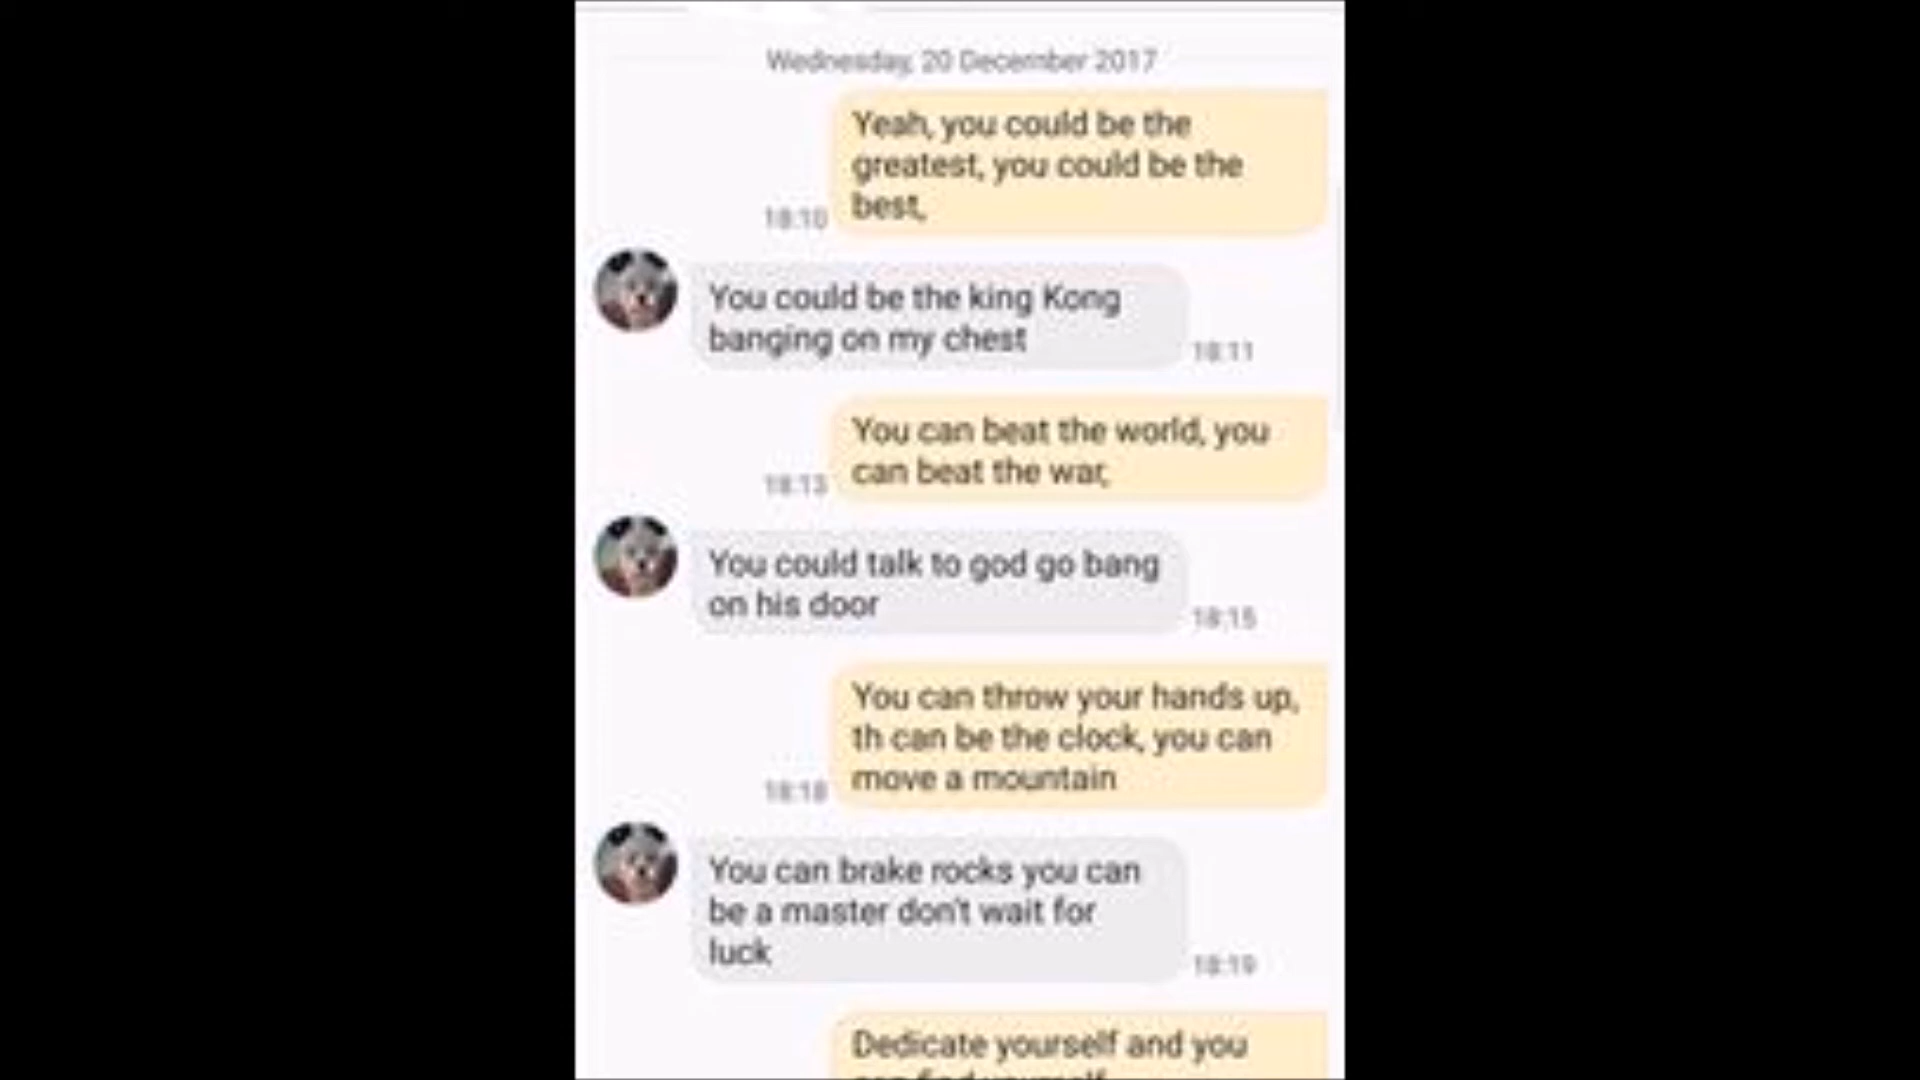 Wednesday, 20 December 2017
Yeah, you could be the
greatest, you could be the
best,
18:10
You could be the king Kong
banging on my chest
18:11
You can beat the world, you
can beat the war,
18:13
You could talk to god go bang
on his door
18:15
You can throw your hands up,
th can be the clock, you can
move a mountain
18:18
You can brake rocks you can
be a master don't wait for
luck
18:19
Dedicate yourself and you
can find yourself